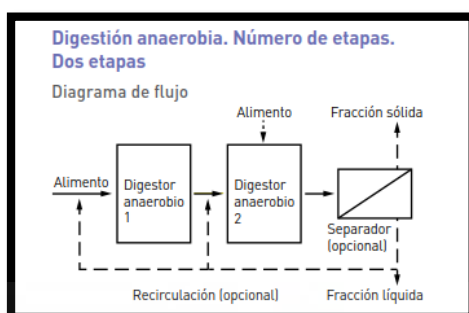 Digestión anaerobia. Número de etapas.
Dos etapas
Diagrama de flujo
Alimento
Fracción sólida
Alimento
Digestor
anaerobio
1
Digestor
anaerobio
2
Separador
(opcional)
Recirculación (opcional)
Fracción líquida